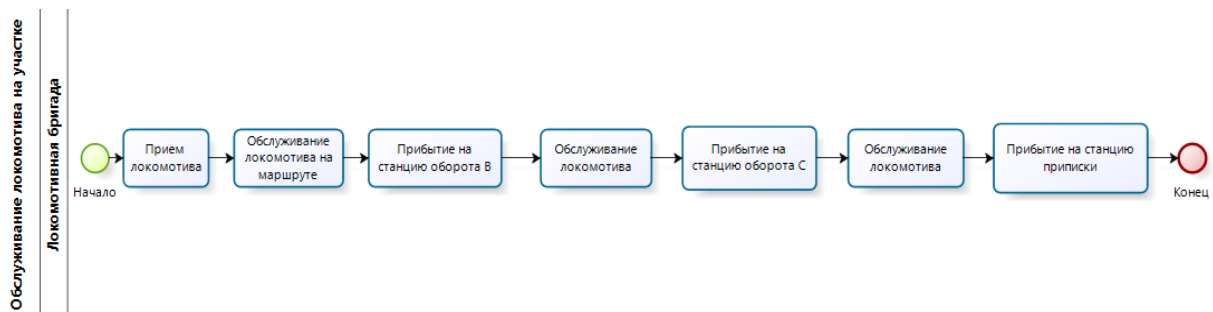 Обслуживание локомотива на участке
Локомотивная бригада
Начало
Прием
локомотива
Обслуживание
локомотива на
маршруте
Прибытие на
станцию оборота В
Обслуживание
локомотива
Прибытие на
станцию оборота С
Обслуживание
локомотива
Прибытие на станцию
приписки
Конец